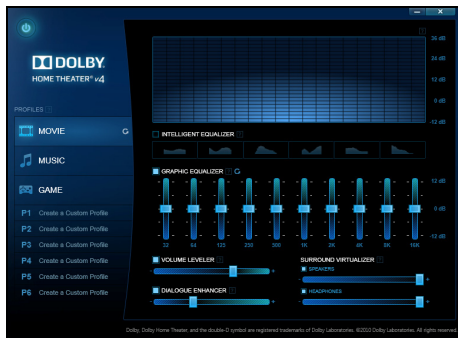 — X
DOLBY
HOME THEATER® v4
PROFILES ?
MOVIE
MUSIC
GAME
P1 Create a Custom Profile
P2 Create a Custom Profile
P3 Create a Custom Profile
P4 Create a Custom Profile
P5 Create a Custom Profile
P6 Create a Custom Profile
?
36 dB
24 dB
12 dB
0 dB
-12 dB
INTELLIGENT EQUALIZER ?
GRAPHIC EQUALIZER ?
12 dB
0 dB
-12 dB
32 64 125 250 500 1K 2K 4K 8K 16K
VOLUME LEVELER ?
- +
DIALOGUE ENHANCER ?
- +
SURROUND VIRTUALIZER ?
SPEAKERS
- +
HEADPHONES
- +
Dolby, Dolby Home Theater, and the double-D symbol are registered trademarks of Dolby Laboratories. ©2010 Dolby Laboratories. All rights reserved.